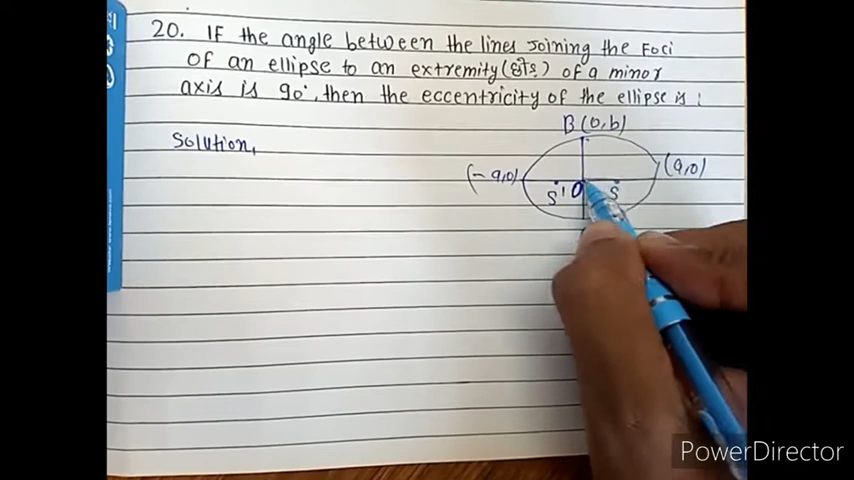 20. IF the angle between the lines Joining the Foci
of an ellipse to an extremity( ) of a minor
axis is 90°, then the eccentricity of the ellipse is :
B(0,b)
Solution,
(-a,0)
(a,0)
S'
O
S
PowerDirector